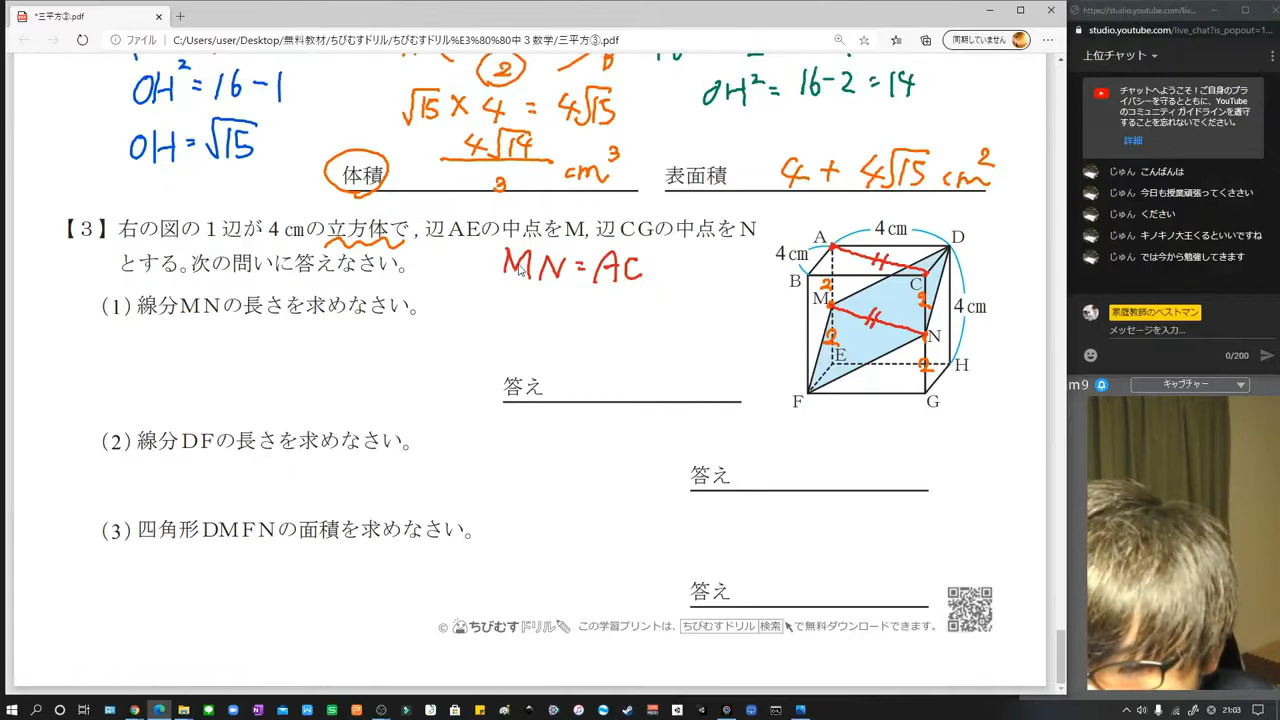 *三平方②.pdf
ファイル C:/Users/user/Desktop/無料教材/ちびむすドリル/ちびむすドリル%E3%80%80中３数学/三平方③.pdf
同期していません
OH²=16-1
OH=√15
②
√15 × 4 = 4√15
OH²= 16-2=14
体積 4√14/3 cm³
表面積 4 + 4√15 cm²
【３】右の図の１辺が４㎝の立方体で, 辺ＡＥの中点をＭ, 辺ＣＧの中点をＮ
とする。次の問いに答えなさい。
MN=AC
(1) 線分ＭＮの長さを求めなさい。
答え
(2) 線分ＤＦの長さを求めなさい。
答え
(3) 四角形ＤＭＦＮの面積を求めなさい。
答え
A 4㎝ D
4㎝
B C
2 2
M 4㎝
N
2 2
E H
F G
© ちびむすドリル この学習プリントは、ちびむすドリル 検索 で無料ダウンロードできます。
https://studio.youtube.com/live_...
studio.youtube.com/live_chat?is_popout=1...
上位チャット
チャットへようこそ！ご自身のプ
ライバシーを守るとともに、YouTube
のコミュニティ ガイドラインを遵守
することを忘れないでください。
詳細
じゅん こんばんは
じゅん 今日も授業頑張ってください
じゅん ください
じゅん キノキノ大王くるといいですね
じゅん では今から勉強してきます
家庭教師のベストマン
メッセージを入力...
0/200
m9 キャプチャー
21:03